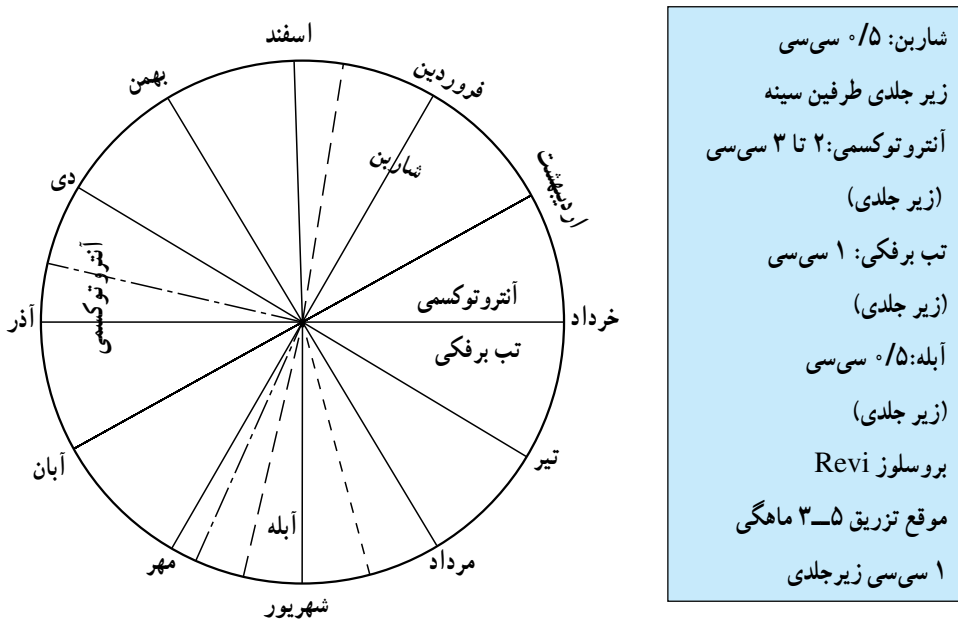 شاربن: ۰/۵ سی‌سی
زیر جلدی طرفین سینه
آنتروتوکسمی:۲ تا ۳ سی‌سی
(زیر جلدی)
تب برفکی: ۱ سی‌سی
(زیر جلدی)
آبله:۰/۵ سی‌سی
(زیر جلدی)
بروسلوز Revi
موقع تزریق ۵ــ۳ ماهگی
۱ سی‌سی زیرجلدی
اسفند
فروردین
اردیبهشت
خرداد
تیر
مرداد
شهریور
مهر
آبان
آذر
دی
بهمن
شاربن
آنتروتوکسمی
تب برفکی
آبله
آنتروتوکسمی